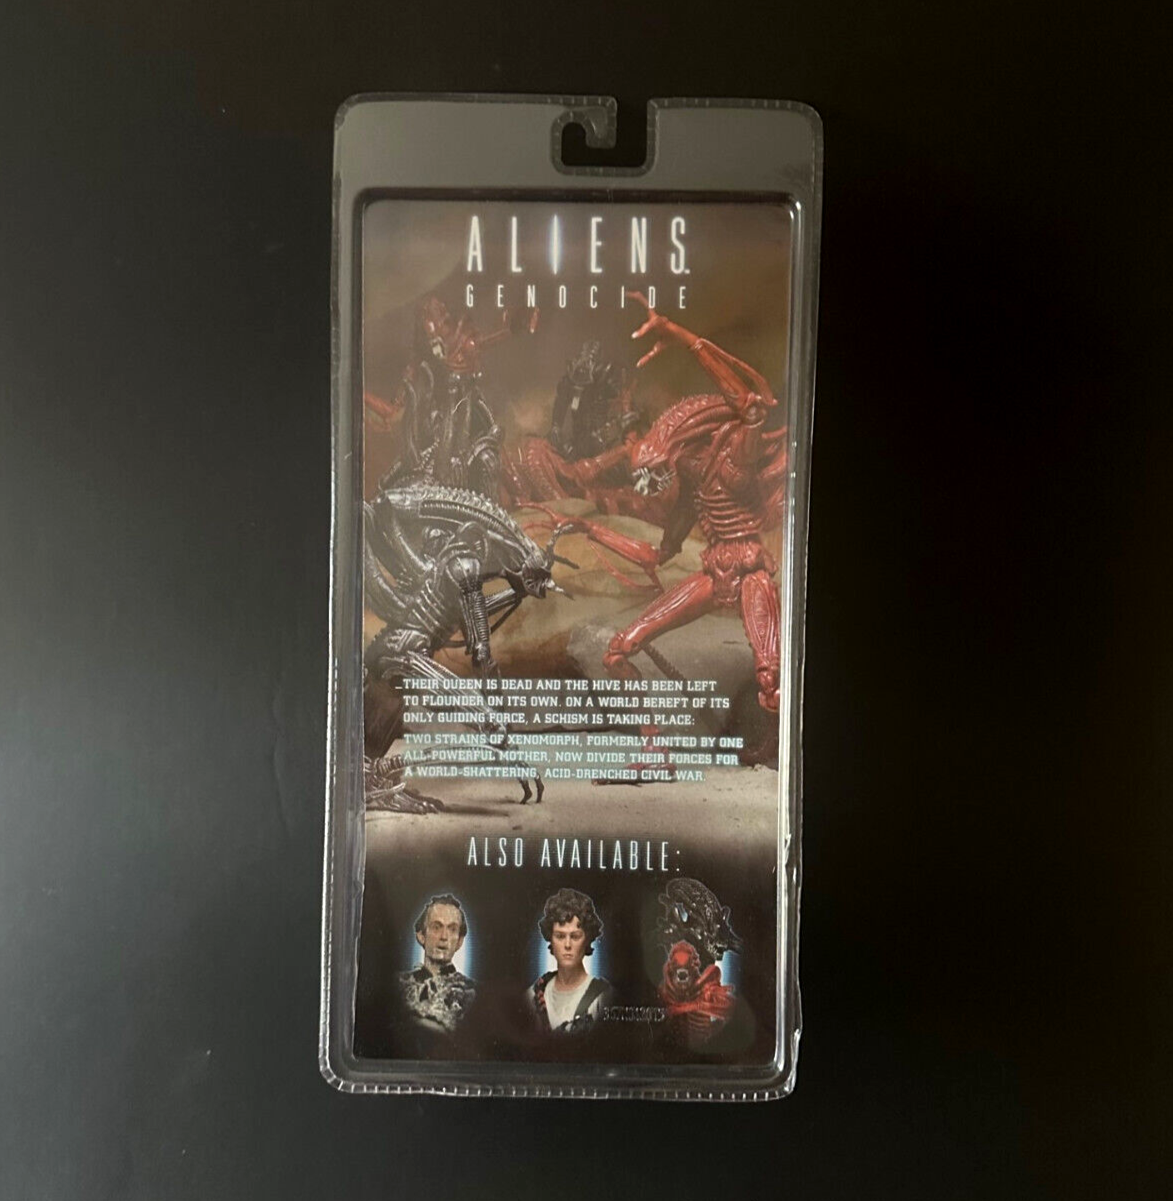 ALIENS™
GENOCIDE
...THEIR QUEEN IS DEAD AND THE HIVE HAS BEEN LEFT
TO FLOUNDER ON ITS OWN. ON A WORLD BEREFT OF ITS
ONLY GUIDING FORCE, A SCHISM IS TAKING PLACE:
TWO STRAINS OF XENOMORPH, FORMERLY UNITED BY ONE
ALL-POWERFUL MOTHER, NOW DIVIDE THEIR FORCES FOR
A WORLD-SHATTERING, ACID-DRENCHED CIVIL WAR.
ALSO AVAILABLE: